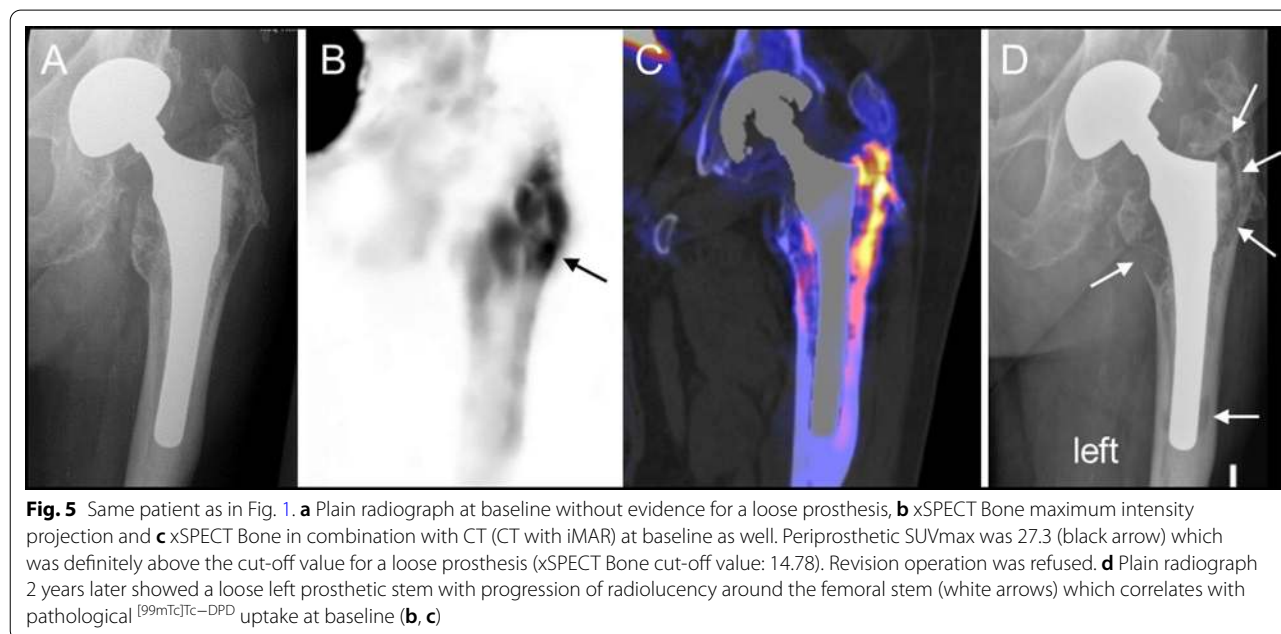 A
B
C
D
left
Fig. 5 Same patient as in Fig. 1. a Plain radiograph at baseline without evidence for a loose prosthesis, b xSPECT Bone maximum intensity
projection and c xSPECT Bone in combination with CT (CT with iMAR) at baseline as well. Periprosthetic SUVmax was 27.3 (black arrow) which
was definitely above the cut-off value for a loose prosthesis (xSPECT Bone cut-off value: 14.78). Revision operation was refused. d Plain radiograph
2 years later showed a loose left prosthetic stem with progression of radiolucency around the femoral stem (white arrows) which correlates with
pathological [99mTc]Tc−DPD uptake at baseline (b, c)